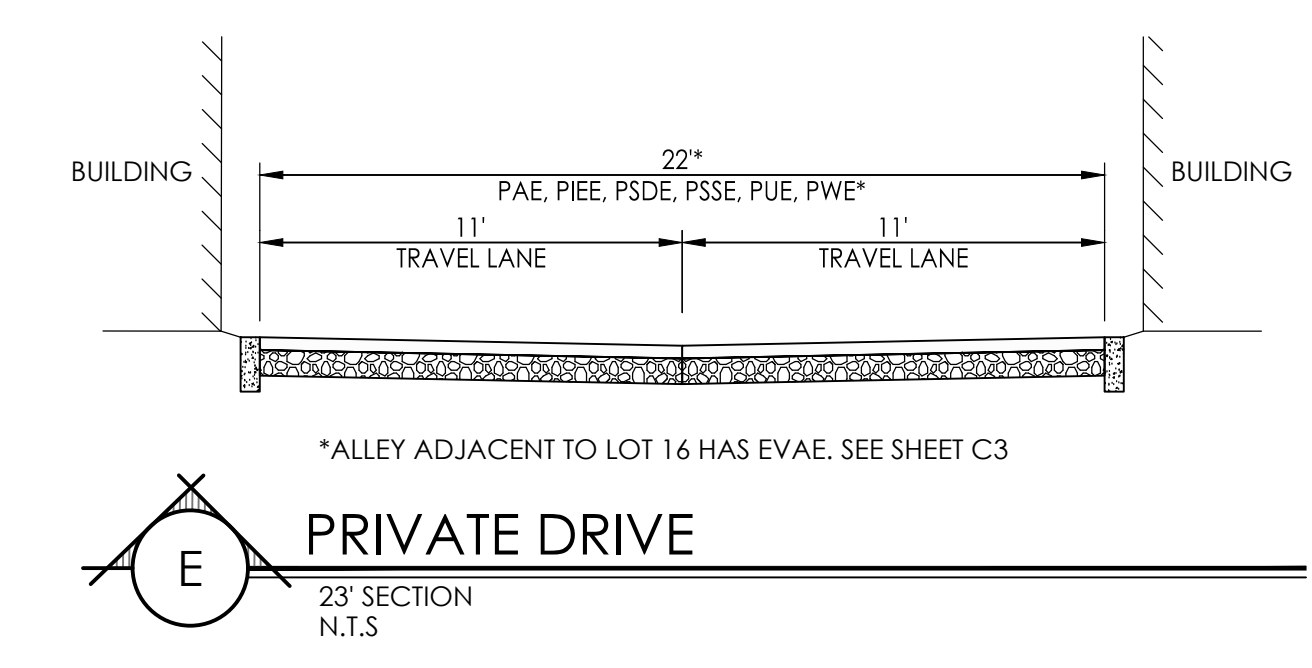 22'*
BUILDING
BUILDING
PAE, PIEE, PSDE, PSSE, PUE, PWE*
11'
11'
TRAVEL LANE
TRAVEL LANE
*ALLEY ADJACENT TO LOT 16 HAS EVAE. SEE SHEET C3
E
PRIVATE DRIVE
23' SECTION
N.T.S